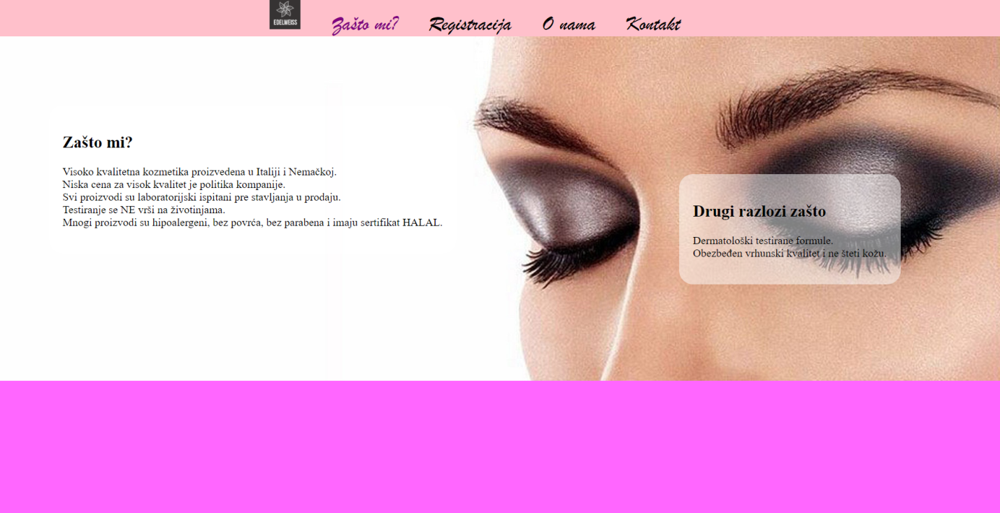 EDELWEISS
Zašto mi? Registracija O nama Kontakt
Zašto mi?
Visoko kvalitetna kozmetika proizvedena u Italiji i Nemačkoj.
Niska cena za visok kvalitet je politika kompanije.
Svi proizvodi su laboratorijski ispitani pre stavljanja u prodaju.
Testiranje se NE vrši na životinjama.
Mnogi proizvodi su hipoalergeni, bez povrća, bez parabena i imaju sertifikat HALAL.
Drugi razlozi zašto
Dermatološki testirane formule.
Obezbeđen vrhunski kvalitet i ne šteti kožu.